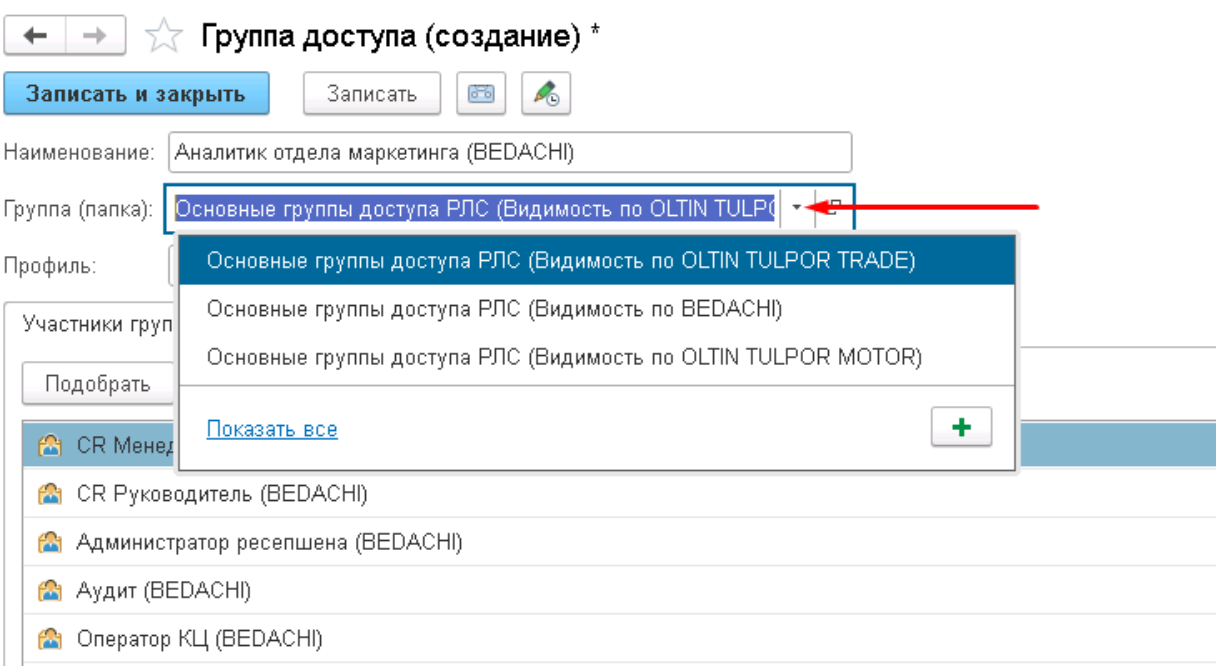 Группа доступа (создание) *
Записать и закрыть Записать
Наименование: Аналитик отдела маркетинга (BEDACHI)
Группа (папка): Основные группы доступа РЛС (Видимость по OLTIN TULPO
Профиль:
Основные группы доступа РЛС (Видимость по OLTIN TULPOR TRADE)
Основные группы доступа РЛС (Видимость по BEDACHI)
Основные группы доступа РЛС (Видимость по OLTIN TULPOR MOTOR)
Показать все
Участники груп
Подобрать
CR Менед
CR Руководитель (BEDACHI)
Администратор ресепшена (BEDACHI)
Аудит (BEDACHI)
Оператор КЦ (BEDACHI)